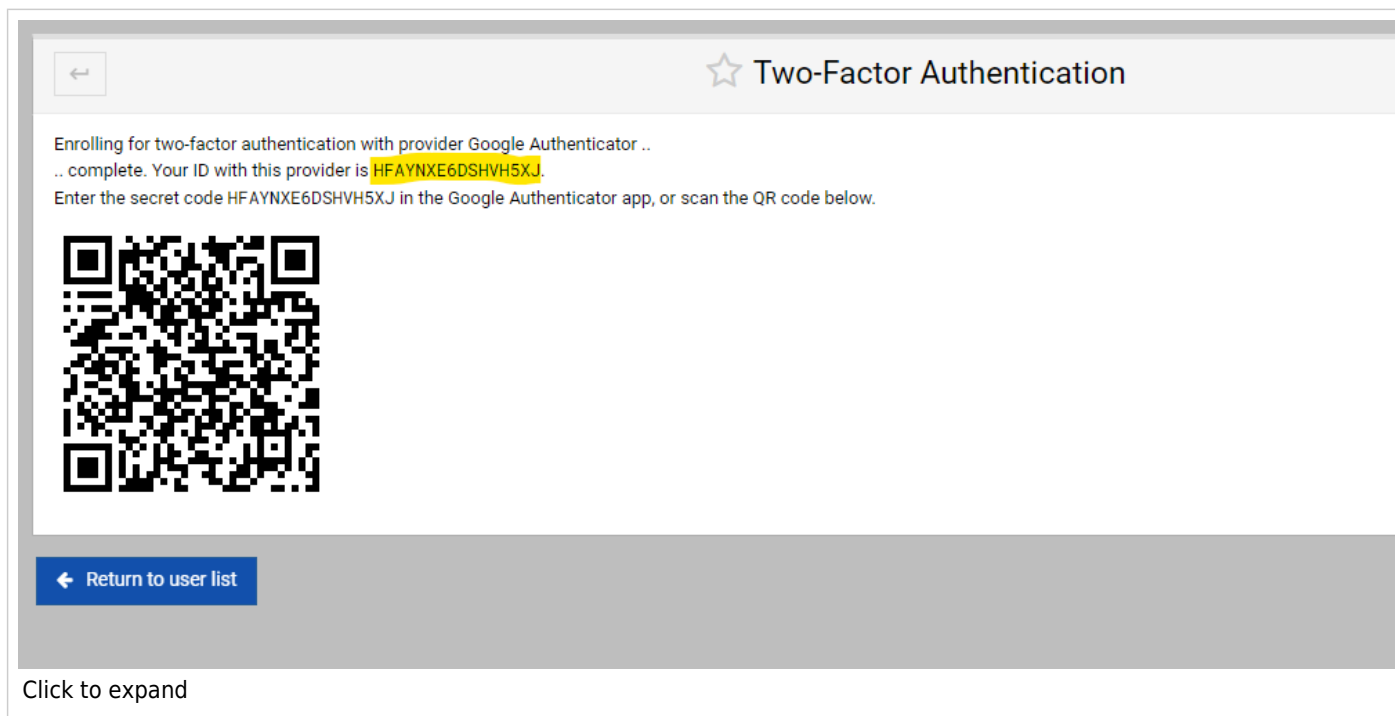 Two-Factor Authentication
Enrolling for two-factor authentication with provider Google Authenticator ..
.. complete. Your ID with this provider is HFAYNXE6DSHVH5XJ.
Enter the secret code HFAYNXE6DSHVH5XJ in the Google Authenticator app, or scan the QR code below.
Return to user list
Click to expand